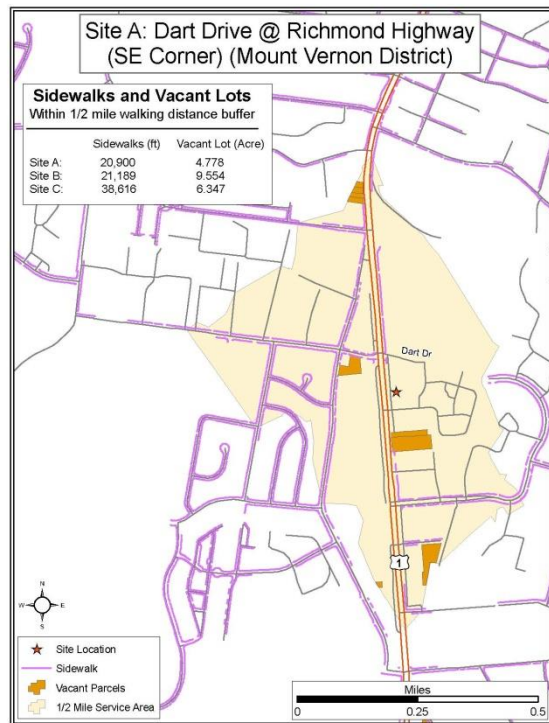 Site A: Dart Drive @ Richmond Highway
(SE Corner) (Mount Vernon District)
Sidewalks and Vacant Lots
Within 1/2 mile walking distance buffer
Sidewalks (ft) Vacant Lot (Acre)
Site A: 20,900 4.778
Site B: 21,189 9.554
Site C: 38,616 6.347
Dart Dr
1
N
W E
S
Site Location
Sidewalk
Vacant Parcels
1/2 Mile Service Area
Miles
0 0.25 0.5